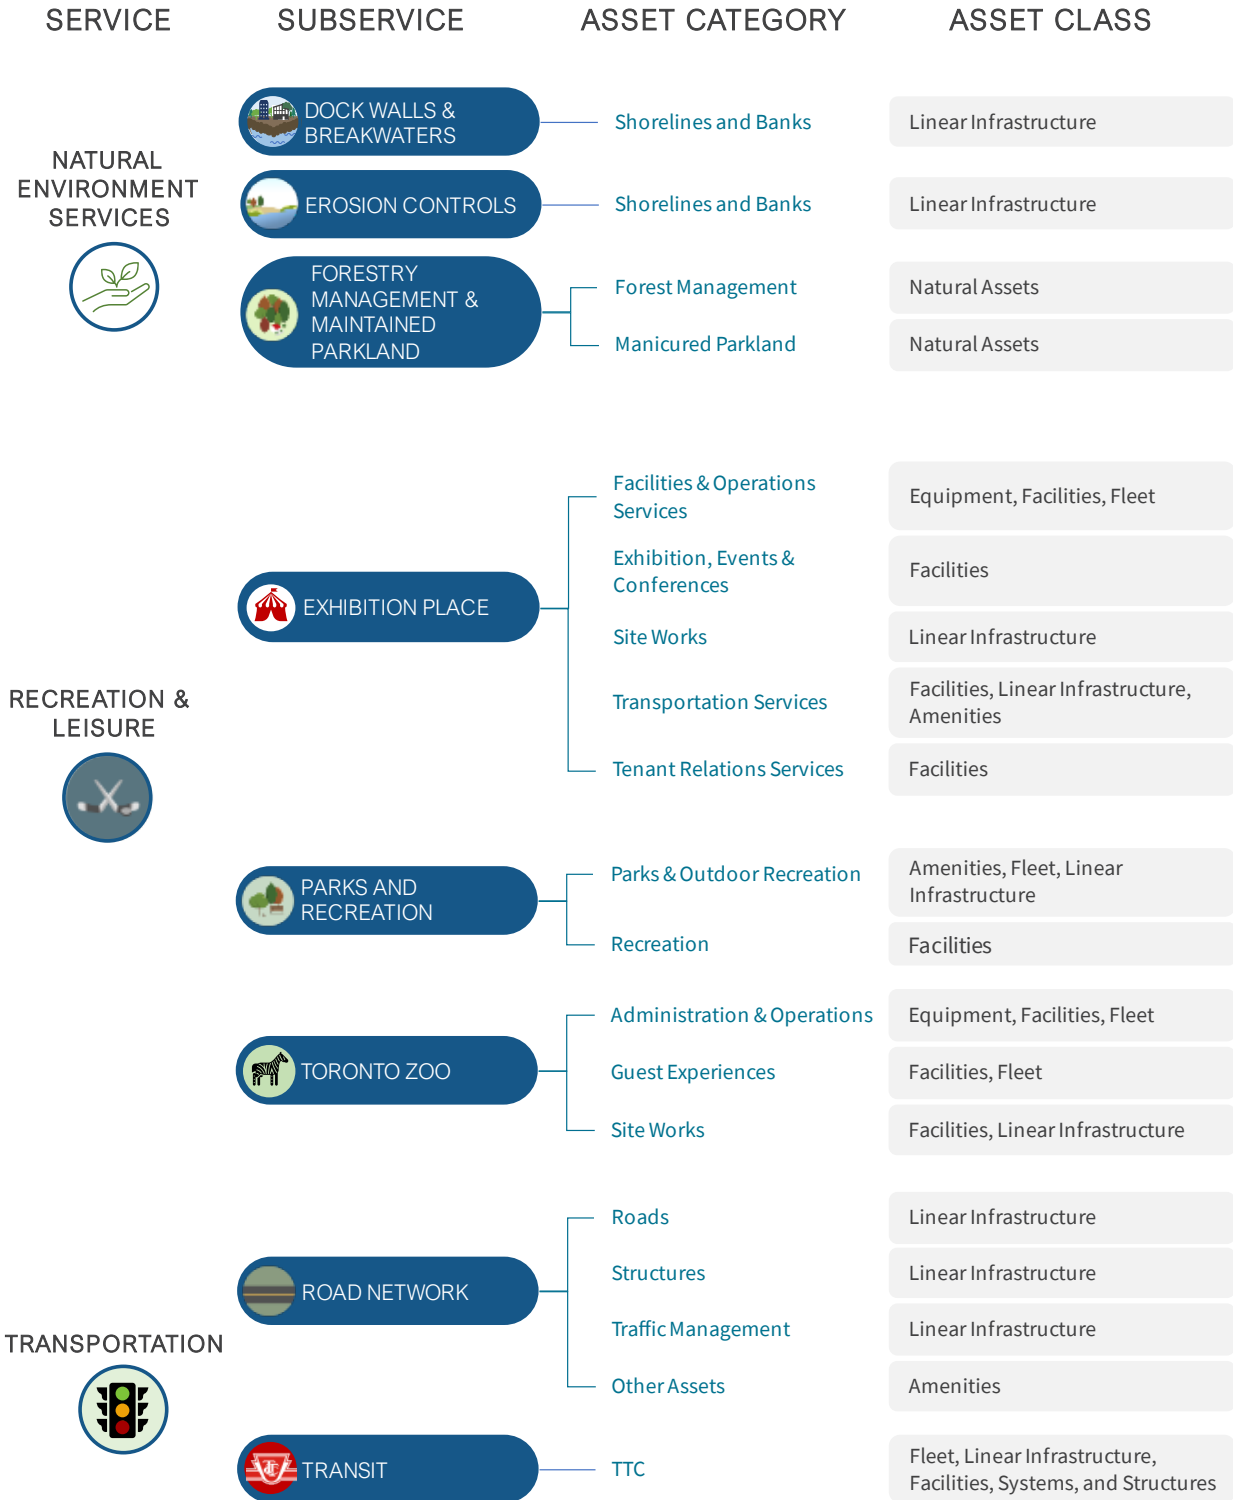 SERVICE SUBSERVICE ASSET CATEGORY ASSET CLASS
NATURAL
ENVIRONMENT
SERVICES
DOCK WALLS &
BREAKWATERS
Shorelines and Banks
Linear Infrastructure
EROSION CONTROLS
Shorelines and Banks
Linear Infrastructure
FORESTRY
MANAGEMENT &
MAINTAINED
PARKLAND
Forest Management
Natural Assets
Manicured Parkland
Natural Assets
RECREATION &
LEISURE
EXHIBITION PLACE
Facilities & Operations
Services
Equipment, Facilities, Fleet
Exhibition, Events &
Conferences
Facilities
Site Works
Linear Infrastructure
Transportation Services
Facilities, Linear Infrastructure,
Amenities
Tenant Relations Services
Facilities
PARKS AND
RECREATION
Parks & Outdoor Recreation
Amenities, Fleet, Linear
Infrastructure
Recreation
Facilities
TORONTO ZOO
Administration & Operations
Equipment, Facilities, Fleet
Guest Experiences
Facilities, Fleet
Site Works
Facilities, Linear Infrastructure
TRANSPORTATION
ROAD NETWORK
Roads
Linear Infrastructure
Structures
Linear Infrastructure
Traffic Management
Linear Infrastructure
Other Assets
Amenities
TTC
TRANSIT
TTC
Fleet, Linear Infrastructure,
Facilities, Systems, and Structures